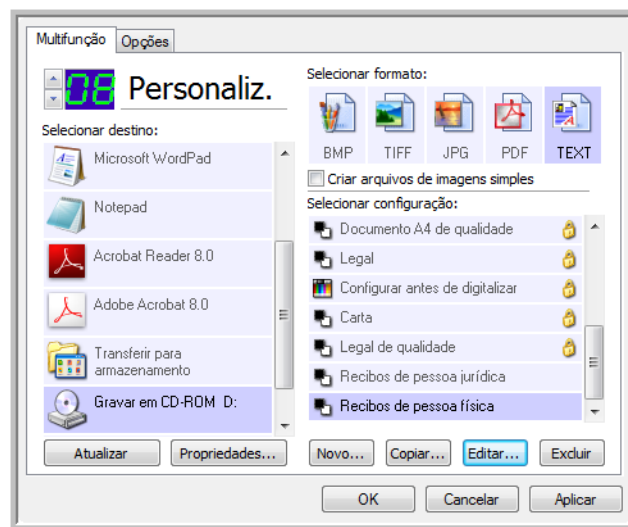 Multifunção
Opções
08 Personaliz.
Selecionar destino:
Microsoft WordPad
Notepad
Acrobat Reader 8.0
Adobe Acrobat 8.0
Transferir para
armazenamento
Gravar em CD-ROM D:
Atualizar
Propriedades...
Selecionar formato:
BMP
TIFF
JPG
PDF
TEXT
Criar arquivos de imagens simples
Selecionar configuração:
Documento A4 de qualidade
Legal
Configurar antes de digitalizar
Carta
Legal de qualidade
Recibos de pessoa jurídica
Recibos de pessoa física
Novo...
Copiar...
Editar...
Excluir
OK
Cancelar
Aplicar